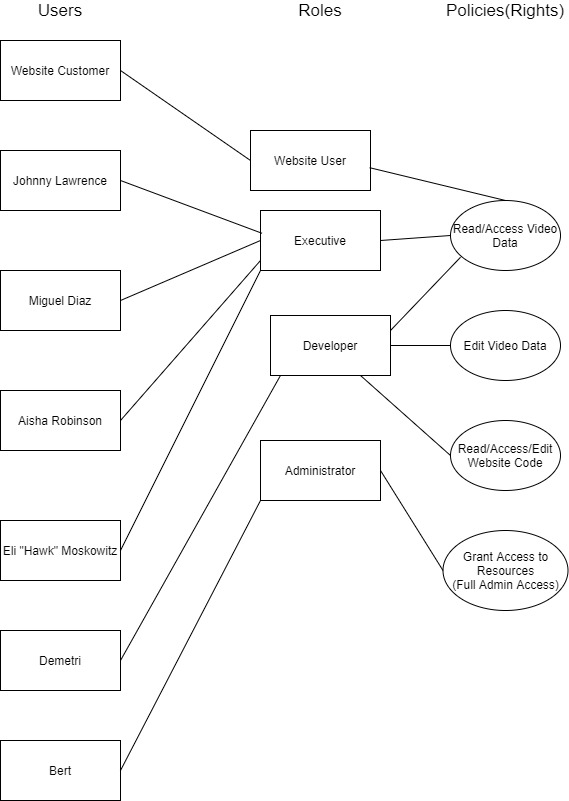 Users
Roles
Policies(Rights)
Website Customer
Website User
Johnny Lawrence
Read/Access Video
Data
Executive
Miguel Diaz
Developer
Edit Video Data
Aisha Robinson
Read/Access/Edit
Website Code
Administrator
Eli "Hawk" Moskowitz
Grant Access to
Resources
(Full Admin Access)
Demetri
Bert